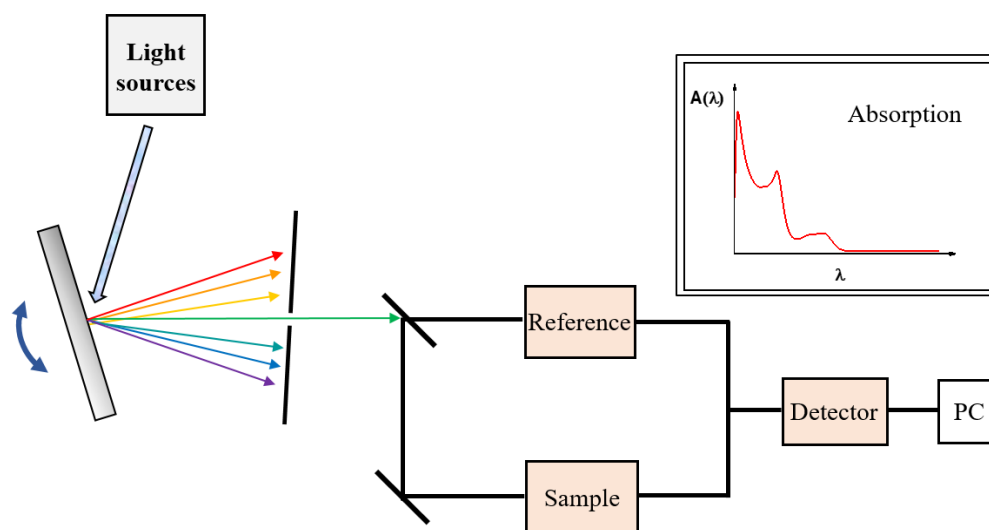 Light
sources
A(λ)
Absorption
λ
Reference
Detector
PC
Sample